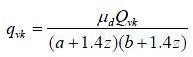 q_{vk} = \frac{\mu_d Q_{vk}}{(a+1.4z)(b+1.4z)}